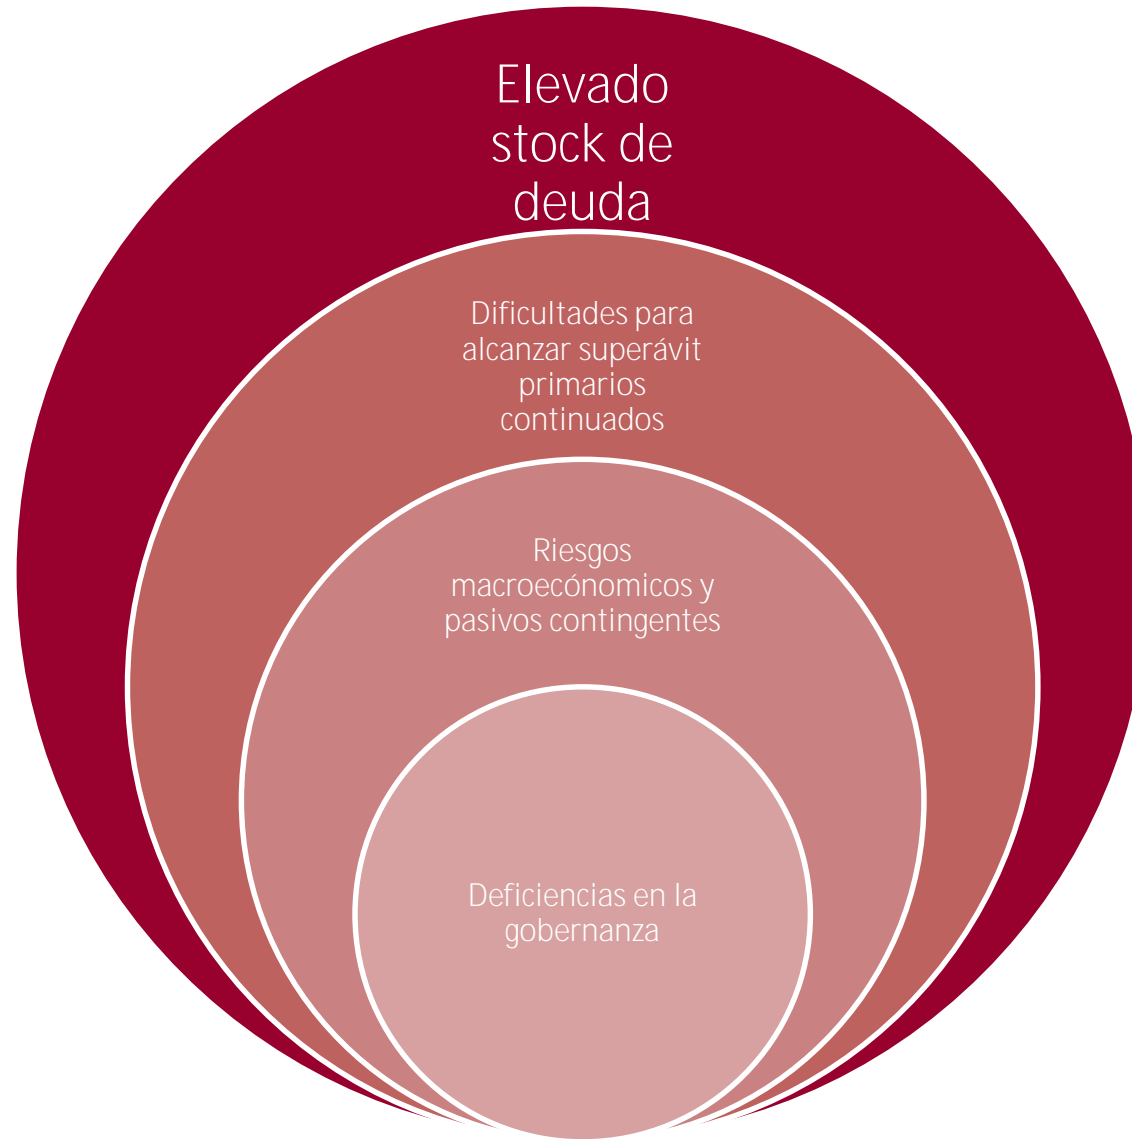 Elevado
stock de
deuda
Dificultades para
alcanzar superávit
primarios
continuados
Riesgos
macroecónomicos y
pasivos contingentes
Deficiencias en la
gobernanza